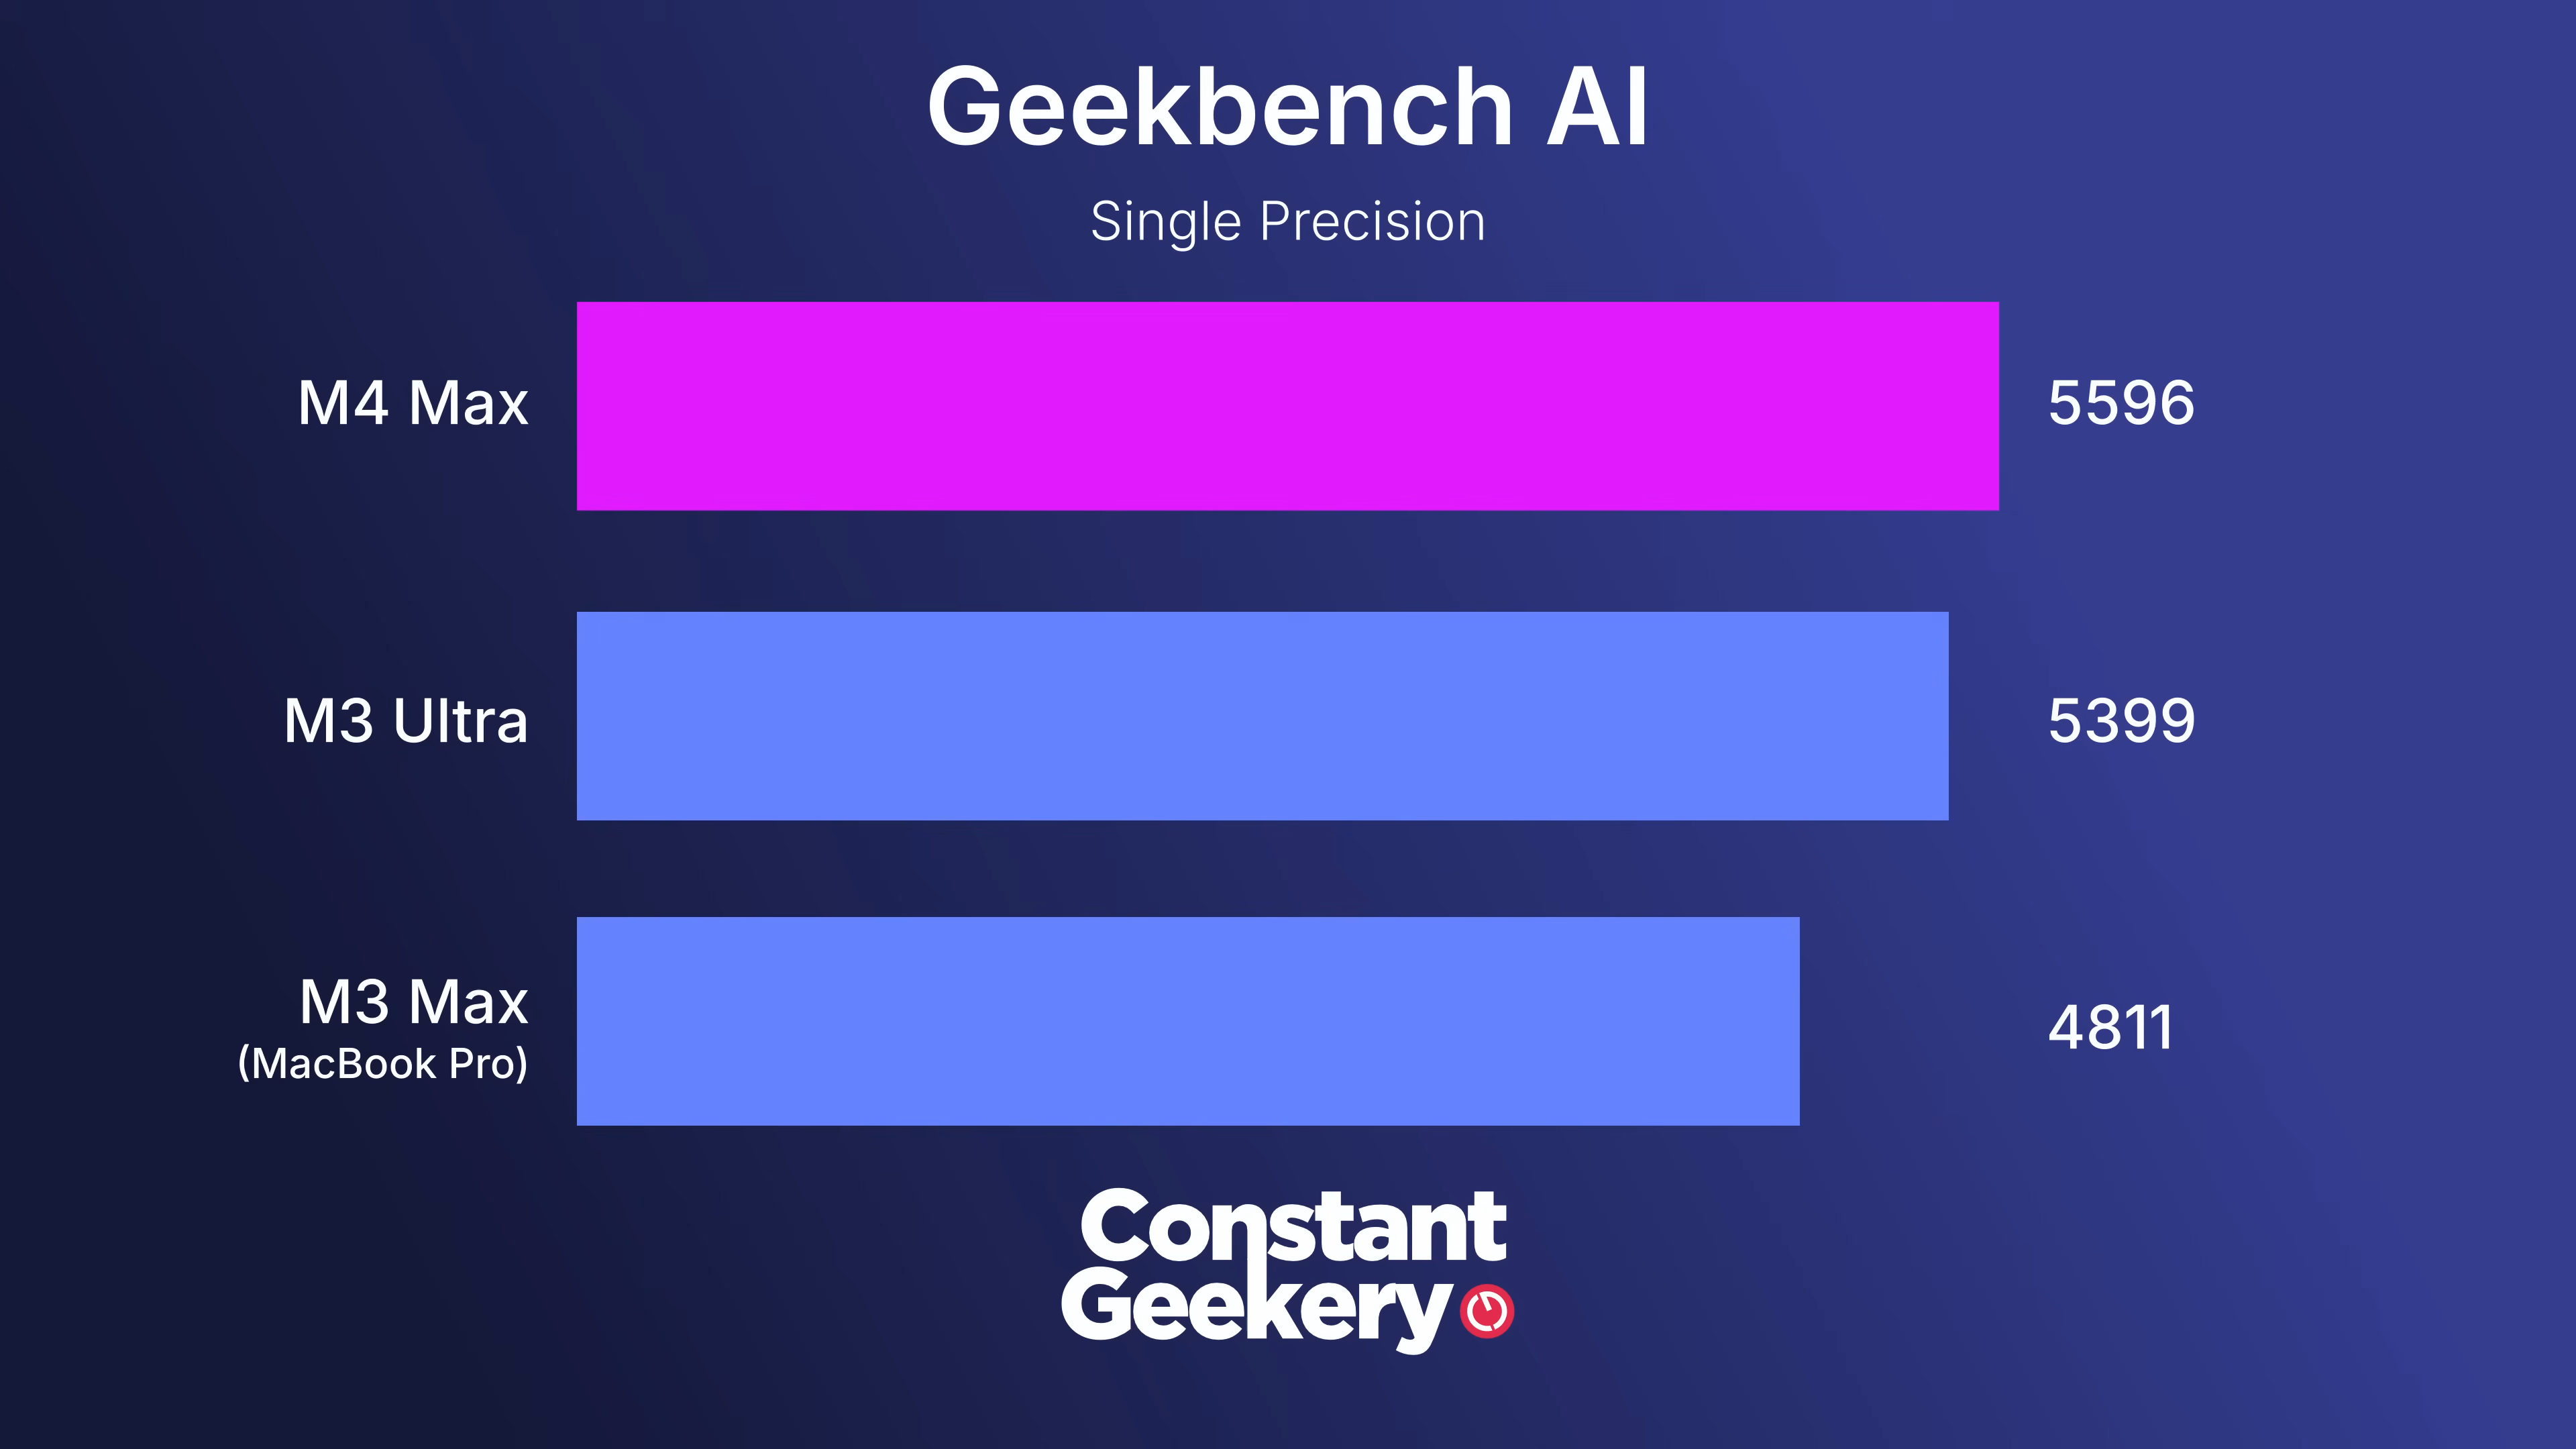 Geekbench AI
Single Precision
M4 Max
5596
M3 Ultra
5399
M3 Max
(MacBook Pro)
4811
Constant
Geekery